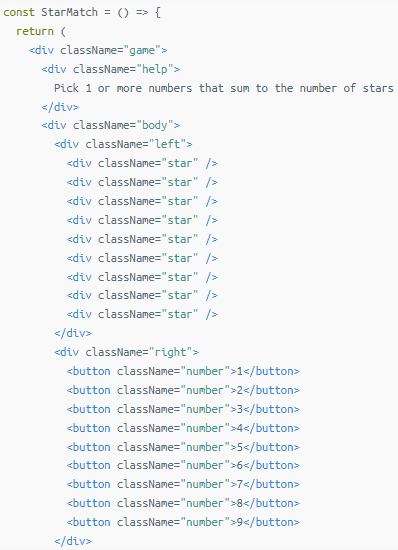 const StarMatch = () => {
  return (
    <div className="game">
      <div className="help">
        Pick 1 or more numbers that sum to the number of stars
      </div>
      <div className="body">
        <div className="left">
          <div className="star" />
          <div className="star" />
          <div className="star" />
          <div className="star" />
          <div className="star" />
          <div className="star" />
          <div className="star" />
          <div className="star" />
          <div className="star" />
        </div>
        <div className="right">
          <button className="number">1</button>
          <button className="number">2</button>
          <button className="number">3</button>
          <button className="number">4</button>
          <button className="number">5</button>
          <button className="number">6</button>
          <button className="number">7</button>
          <button className="number">8</button>
          <button className="number">9</button>
        </div>